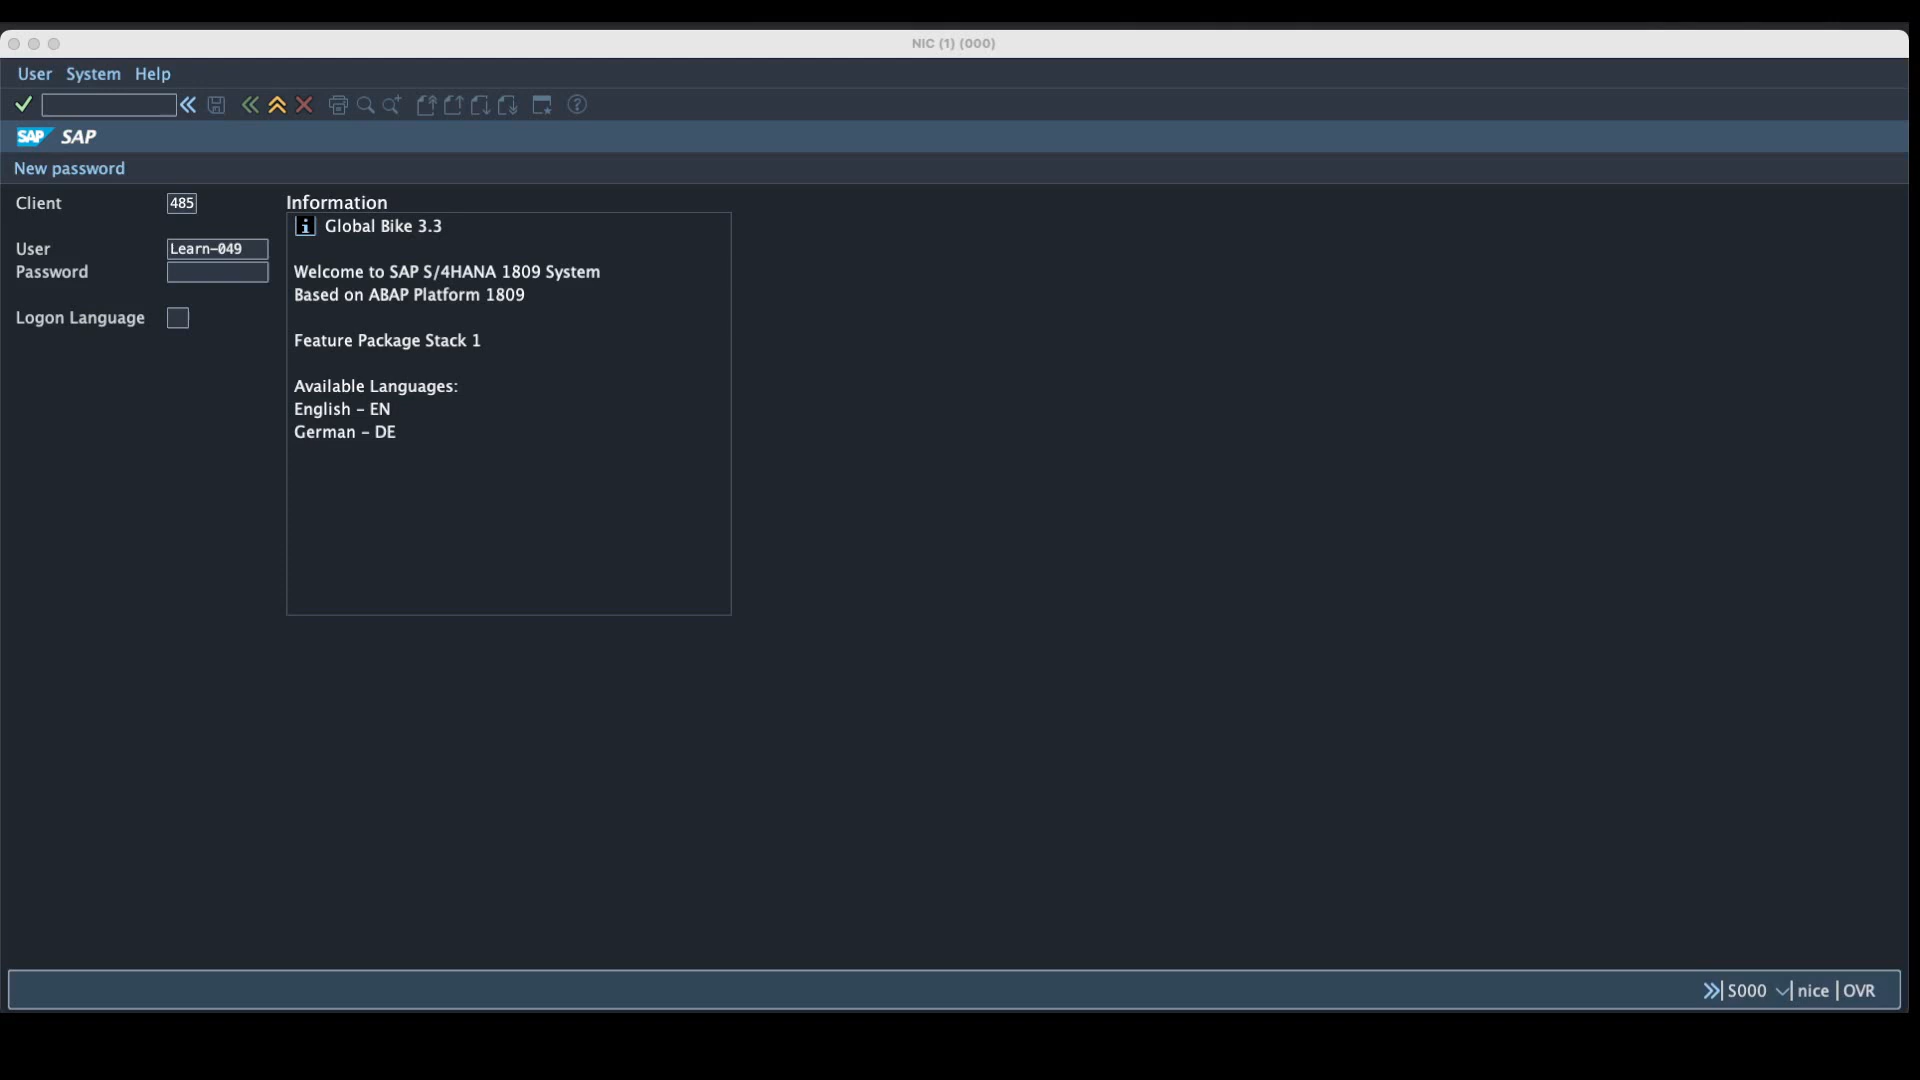 NIC (1) (000)
User System Help
SAP SAP
New password
Client 485
Information
Global Bike 3.3
User Learn-049
Password
Welcome to SAP S/4HANA 1809 System
Based on ABAP Platform 1809
Logon Language
Feature Package Stack 1
Available Languages:
English - EN
German - DE
S000 nice OVR